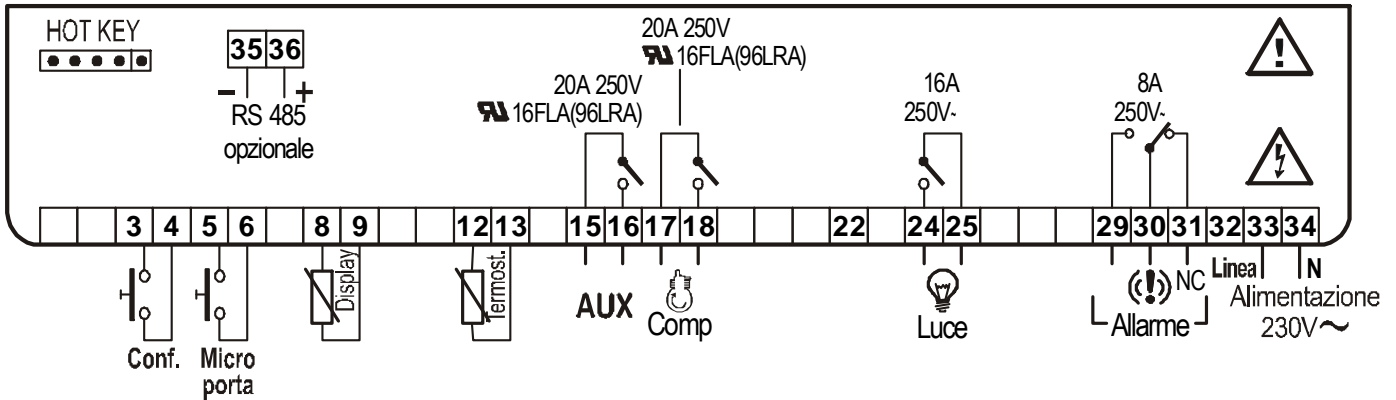 HOT KEY
35 36
- +
RS 485
opzionale
20A 250V
16FLA(96LRA)
20A 250V
16FLA(96LRA)
16A
250V~
8A
250V~
3 4 5 6 8 9 12 13 15 16 17 18 22 24 25 29 30 31 32 33 34
Conf.
Micro
porta
Display
Termost.
AUX
Comp
Luce
NC
Allarme
Linea N
Alimentazione
230V~